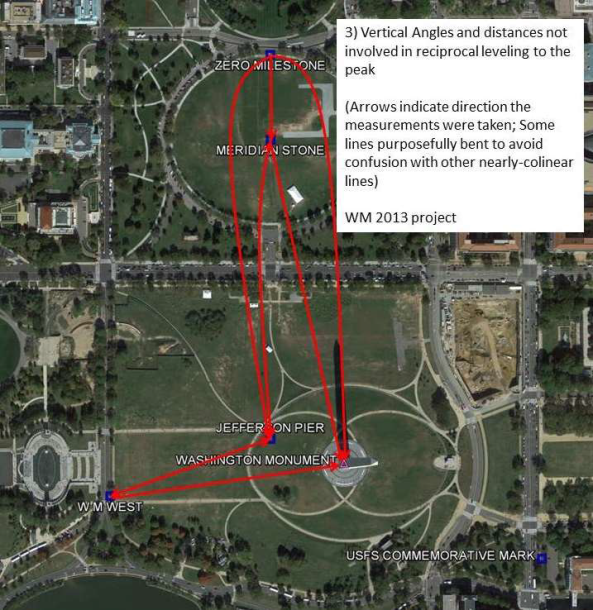 3) Vertical Angles and distances not
involved in reciprocal leveling to the
peak
(Arrows indicate direction the
measurements were taken; Some
lines purposefully bent to avoid
confusion with other nearly-colinear
lines)
WM 2013 project
ZERO MILESTONE
MERIDIAN STONE
JEFFERSON PIER
WASHINGTON MONUMENT
W M WEST
USFS COMMEMORATIVE MARK